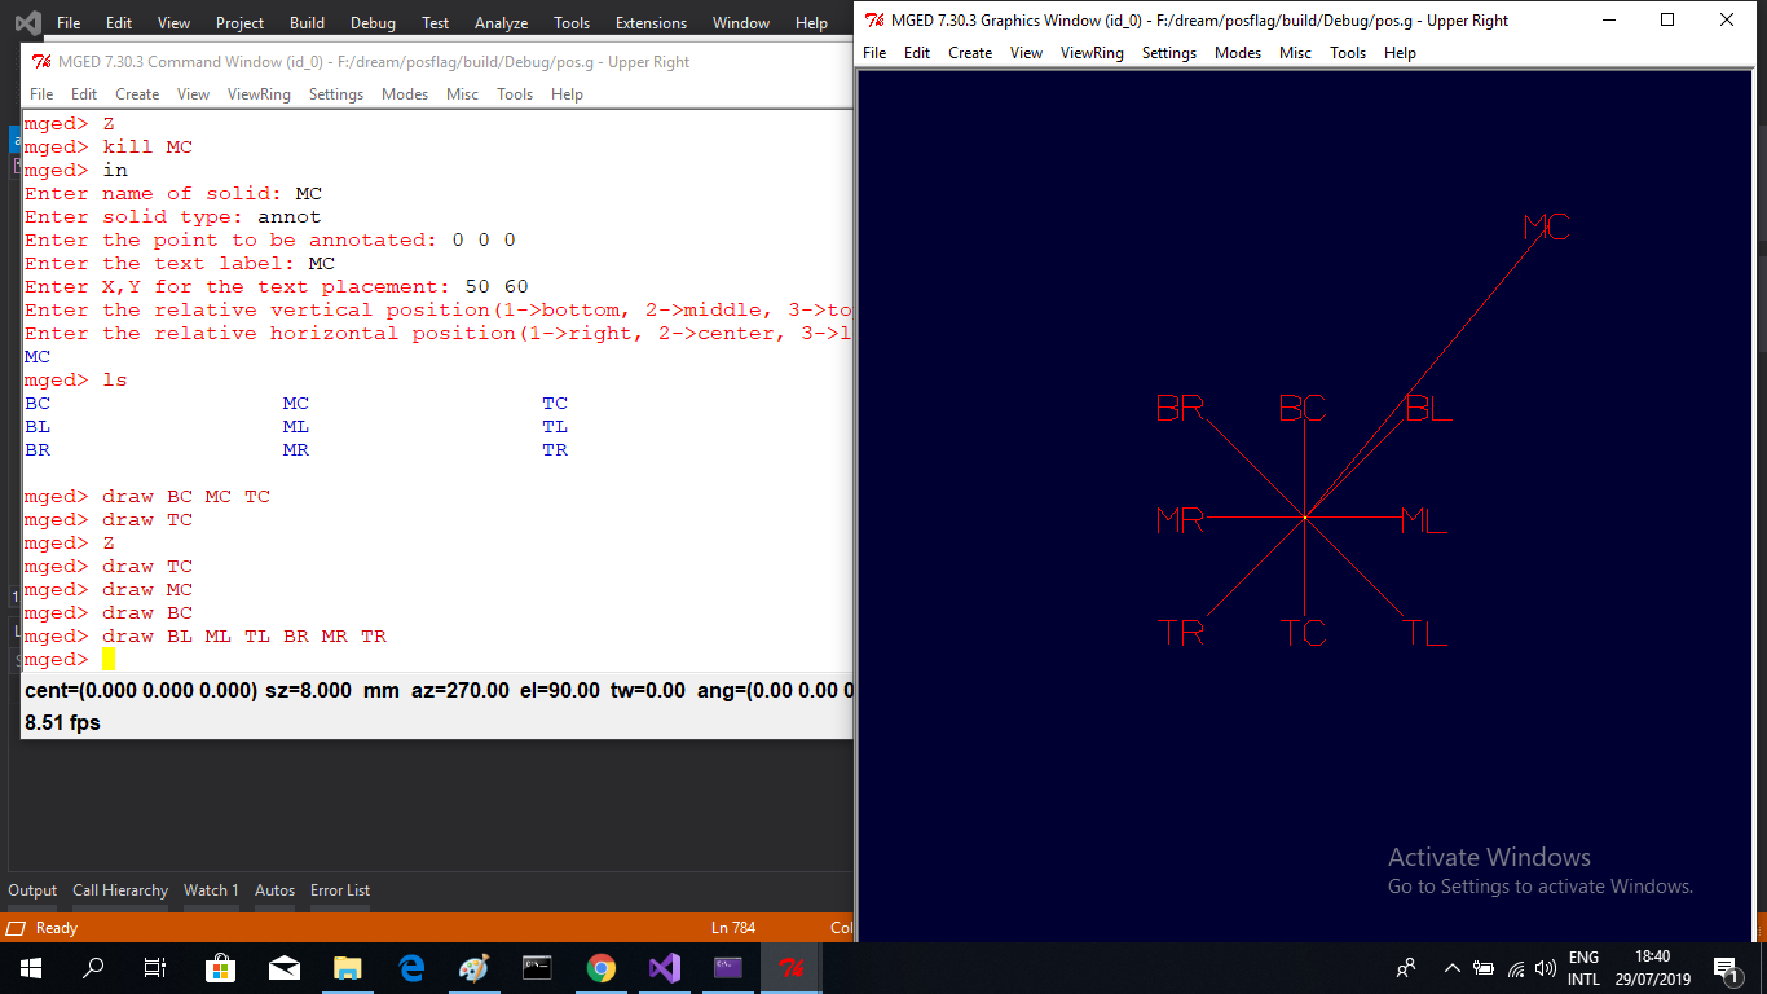 File Edit View Project Build Debug Test Analyze Tools Extensions Window Help
MGED 7.30.3 Command Window (id_0) - F:/dream/posflag/build/Debug/pos.g - Upper Right
File Edit Create View ViewRing Settings Modes Misc Tools Help
mged> Z
mged> kill MC
mged> in
Enter name of solid: MC
Enter solid type: annot
Enter the point to be annotated: 0 0 0
Enter the text label: MC
Enter X,Y for the text placement: 50 60
Enter the relative vertical position(1->bottom, 2->middle, 3->to
Enter the relative horizontal position(1->right, 2->center, 3->l
MC
mged> ls
BC MC TC
BL ML TL
BR MR TR
mged> draw BC MC TC
mged> draw TC
mged> Z
mged> draw TC
mged> draw MC
mged> draw BC
mged> draw BL ML TL BR MR TR
mged>
cent=(0.000 0.000 0.000) sz=8.000 mm az=270.00 el=90.00 tw=0.00 ang=(0.00 0.00 0
8.51 fps
Output Call Hierarchy Watch 1 Autos Error List
Ready Ln 784 Col
MGED 7.30.3 Graphics Window (id_0) - F:/dream/posflag/build/Debug/pos.g - Upper Right
File Edit Create View ViewRing Settings Modes Misc Tools Help
MC
BR BC BL
MR ML
TR TC TL
Activate Windows
Go to Settings to activate Windows.
ENG 18:40
INTL 29/07/2019 1